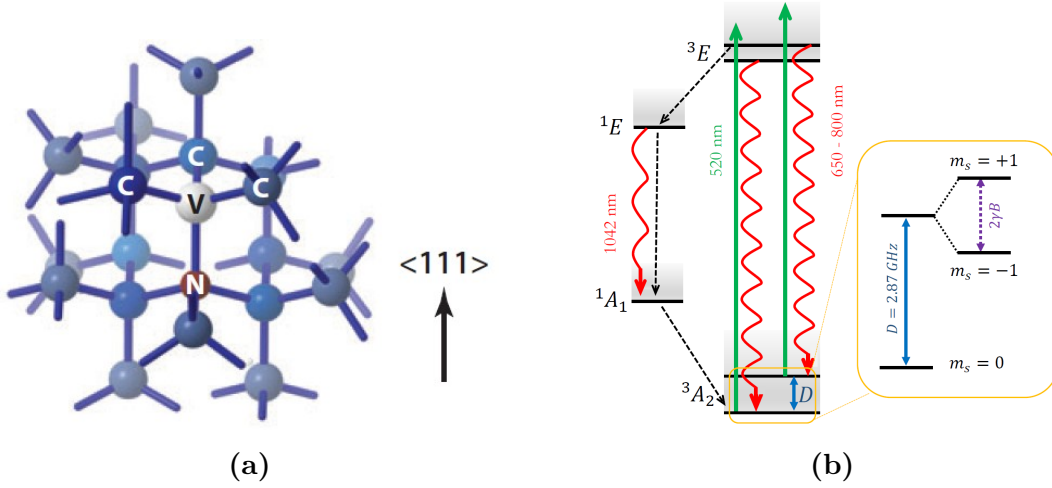 C
C
C
V
N
<111>
(a)
³E
¹E
¹A₁
³A₂
1042 nm
520 nm
650 - 800 nm
D
mₛ = +1
2γB
mₛ = −1
D = 2.87 GHz
mₛ = 0
(b)